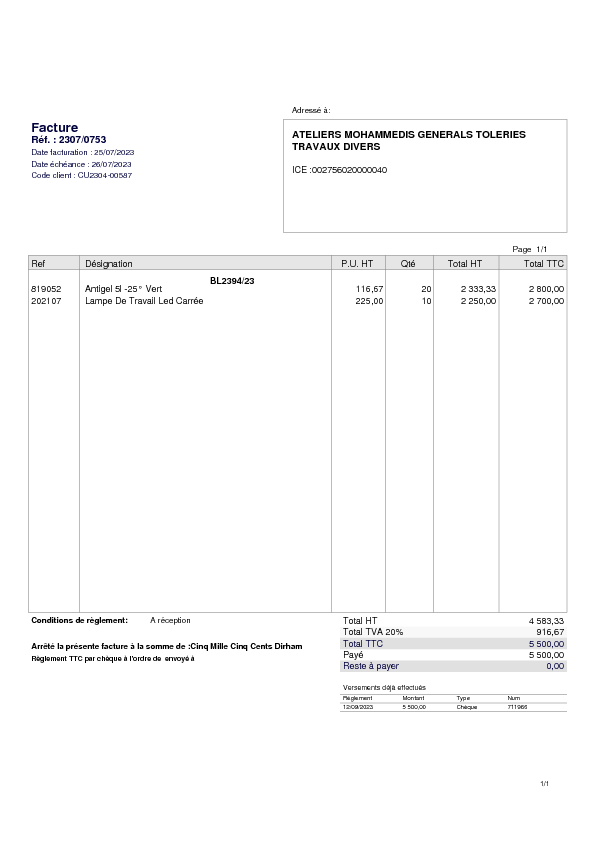 Adressé à:
Facture
Réf. : 2307/0753
Date facturation : 25/07/2023
Date échéance : 26/07/2023
Code client : CU2304-00587
ATELIERS MOHAMMEDIS GENERALS TOLERIES
TRAVAUX DIVERS
ICE :002756020000040
Page 1/1
Ref Désignation P.U. HT Qté Total HT Total TTC
BL2394/23
819052 Antigel 5l -25° Vert 116,67 20 2 333,33 2 800,00
202107 Lampe De Travail Led Carrée 225,00 10 2 250,00 2 700,00
Conditions de règlement: A réception
Total HT 4 583,33
Total TVA 20% 916,67
Total TTC 5 500,00
Payé 5 500,00
Reste à payer 0,00
Arrêté la présente facture à la somme de :Cinq Mille Cinq Cents Dirham
Règlement TTC par chèque à l'ordre de envoyé à
Versements déjà effectués
Règlement Montant Type Num
12/09/2023 5 500,00 Chèque 711966
1/1